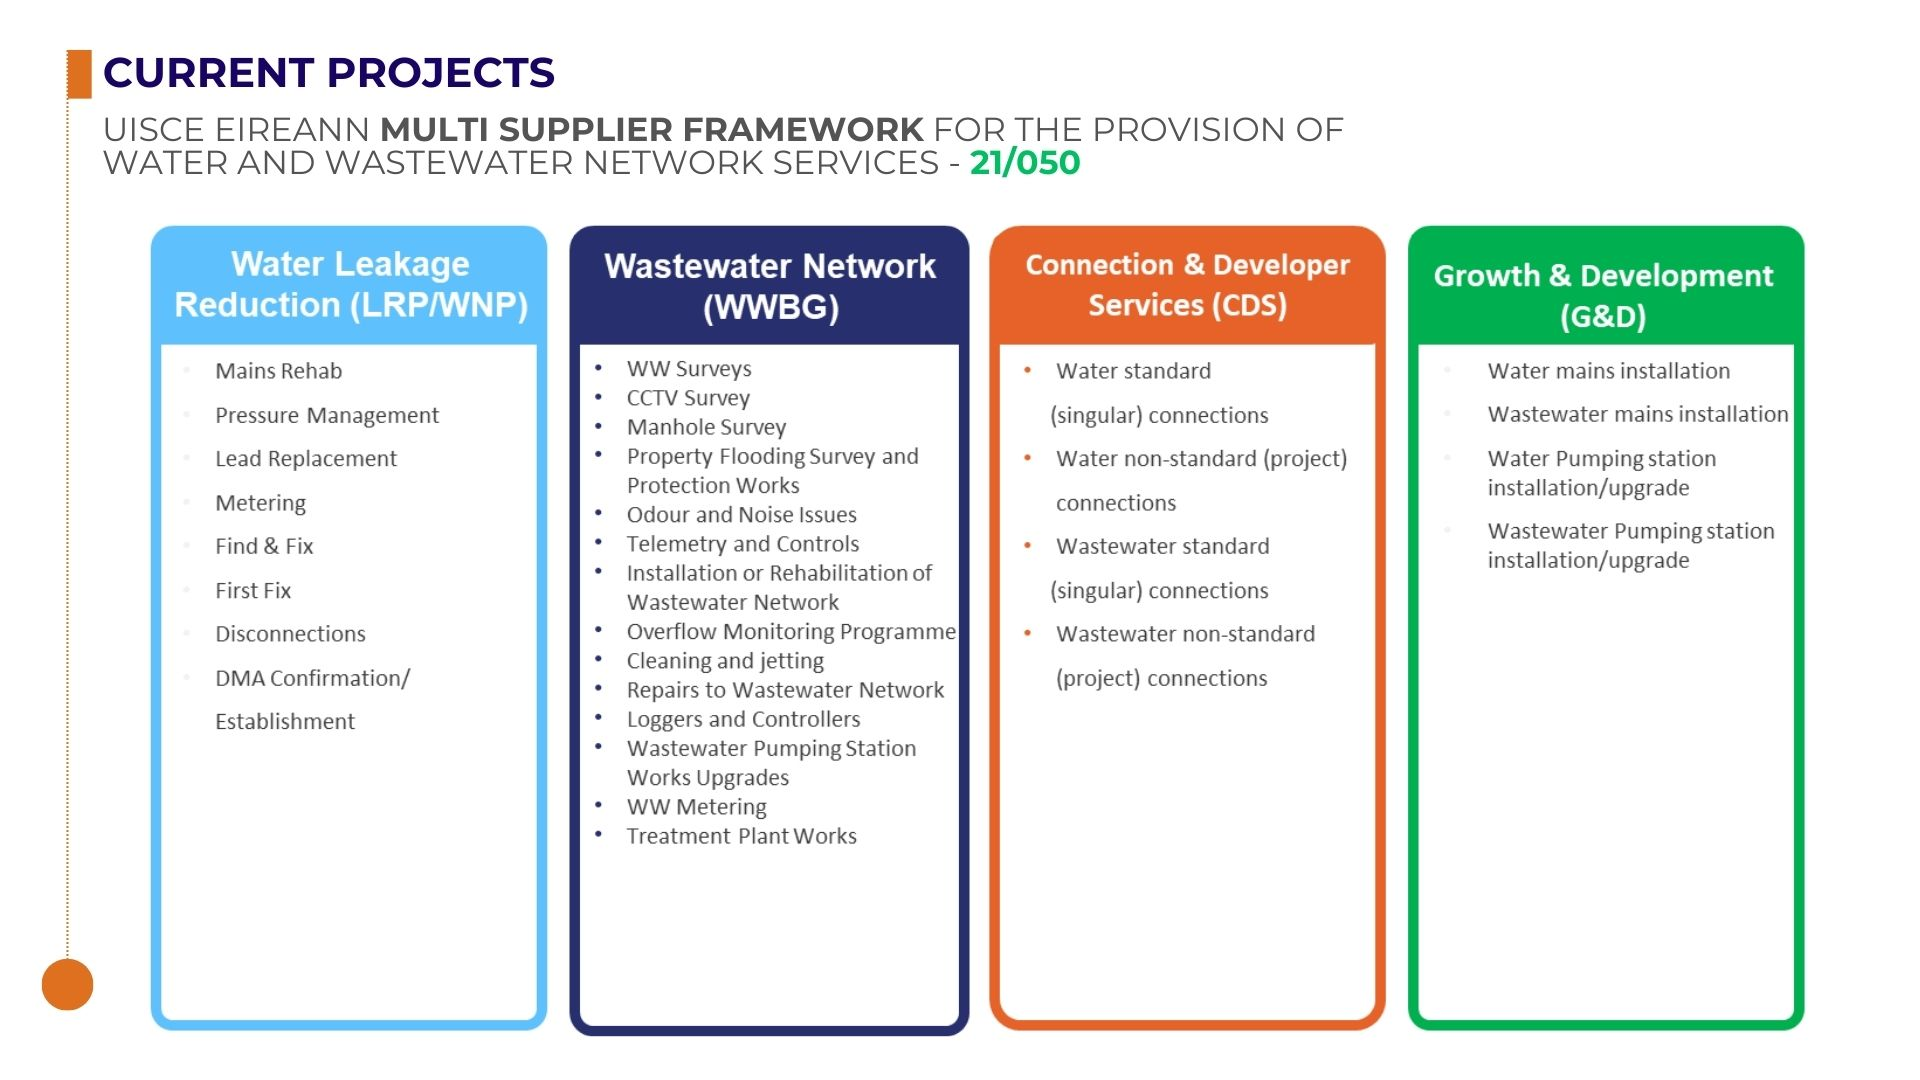 CURRENT PROJECTS
UISCE EIREANN MULTI SUPPLIER FRAMEWORK FOR THE PROVISION OF
WATER AND WASTEWATER NETWORK SERVICES - 21/050
Water Leakage
Reduction (LRP/WNP)
Mains Rehab
Pressure Management
Lead Replacement
Metering
Find & Fix
First Fix
Disconnections
DMA Confirmation/
Establishment
Wastewater Network
(WWBG)
WW Surveys
CCTV Survey
Manhole Survey
Property Flooding Survey and
Protection Works
Odour and Noise Issues
Telemetry and Controls
Installation or Rehabilitation of
Wastewater Network
Overflow Monitoring Programme
Cleaning and jetting
Repairs to Wastewater Network
Loggers and Controllers
Wastewater Pumping Station
Works Upgrades
WW Metering
Treatment Plant Works
Connection & Developer
Services (CDS)
Water standard
(singular) connections
Water non-standard (project)
connections
Wastewater standard
(singular) connections
Wastewater non-standard
(project) connections
Growth & Development
(G&D)
Water mains installation
Wastewater mains installation
Water Pumping station
installation/upgrade
Wastewater Pumping station
installation/upgrade